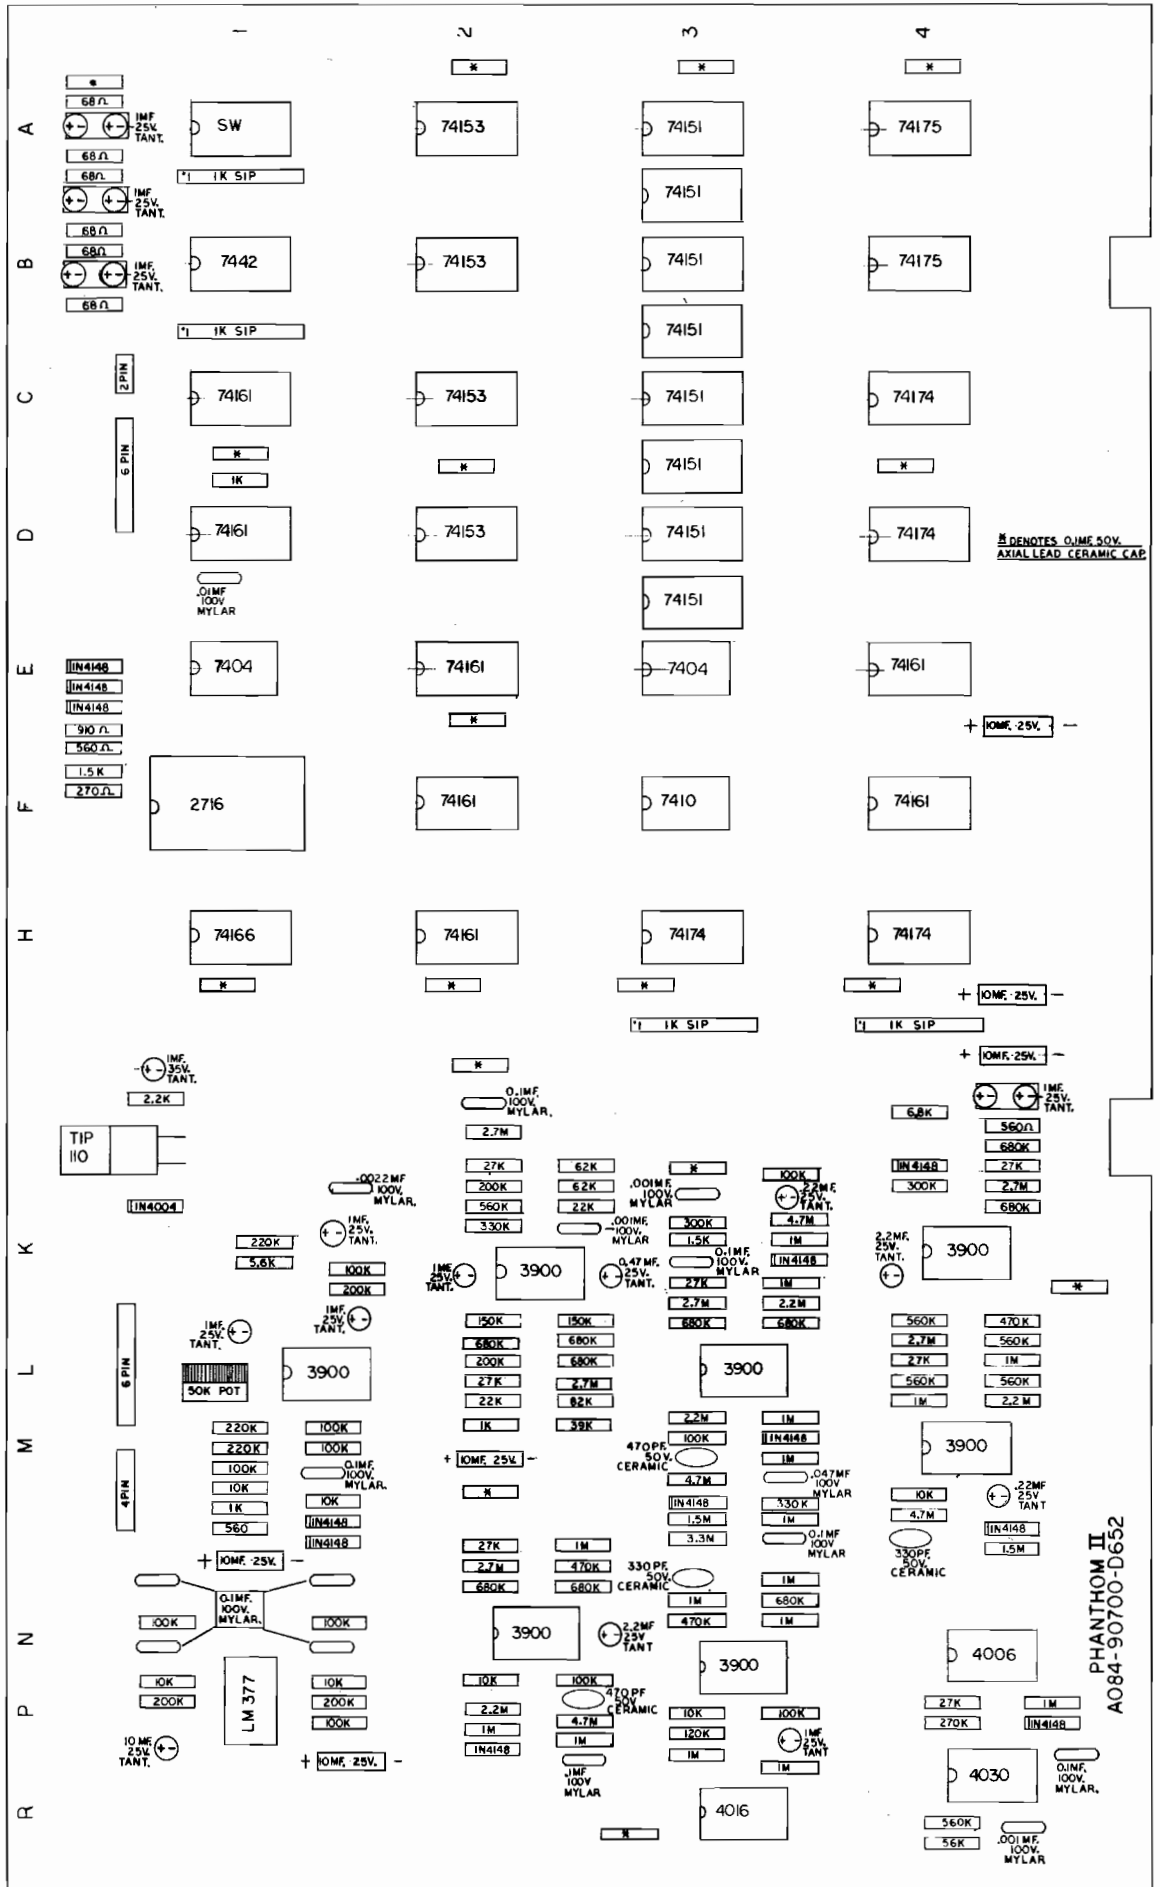 1 2 3 4
* * *
*
A
68Ω
1MF. 25V. TANT.
SW
74153
74151
74175
68Ω
68Ω
*1 1K SIP
74151
1MF. 25V. TANT.
68Ω
B
68Ω
1MF. 25V. TANT.
7442
74153
74151
74175
68Ω
*1 1K SIP
74151
2 PIN
C
74161
74153
74151
74174
6 PIN
*
1K
*
74151
*
D
74161
74153
74151
74174
* DENOTES 0.1MF. 50V.
AXIAL LEAD CERAMIC CAP.
.01MF
100V
MYLAR
74151
E
1N4148
1N4148
1N4148
7404
74161
7404
74161
910Ω
560Ω
1.5K
270Ω
*
+ 10MF. 25V. -
F
2716
74161
7410
74161
H
74166
74161
74174
74174
* * * *
+ 10MF. 25V. -
*1 1K SIP
*1 1K SIP
+ 10MF. 25V. -
1MF. 35V. TANT.
2.2K
*
0.1MF. 100V. MYLAR.
2.7M
6.8K
1MF. 25V. TANT.
560Ω
680K
TIP
110
27K
200K
560K
330K
62K
62K
22K
*
100K
1N4148
300K
27K
2.7M
680K
.0022MF 100V. MYLAR.
.001MF. 100V. MYLAR
.22MF. 25V. TANT.
1N4004
.001MF. 100V. MYLAR
300K
1.5K
4.7M
1M
1N4148
K
1MF. 25V. TANT.
220K
5.6K
100K
200K
1MF. 25V. TANT.
3900
0.47MF. 25V. TANT.
0.1MF. 100V. MYLAR
27K
2.7M
680K
1M
2.2M
680K
2.2MF. 25V. TANT.
3900
*
1MF. 25V. TANT.
1MF. 25V. TANT.
L
6 PIN
50K POT
3900
150K
680K
200K
27K
22K
1K
150K
680K
680K
2.7M
82K
39K
3900
560K
2.7M
27K
560K
1M
470K
560K
1M
560K
2.2M
M
4 PIN
220K
220K
100K
10K
1K
560
100K
100K
0.1MF. 100V. MYLAR.
10K
1N4148
1N4148
+ 10MF. 25V. -
*
2.2M
100K
470PF. 50V. CERAMIC
4.7M
1N4148
1.5M
3.3M
1M
1N4148
1M
.047MF 100V MYLAR
330K
1M
0.1MF 100V MYLAR
3900
10K
4.7M
.22MF 25V TANT
1N4148
1.5M
330PF. 50V. CERAMIC
+ 10MF. 25V. -
27K
2.7M
680K
1M
470K
680K
330PF. 50V. CERAMIC
1M
470K
1M
680K
1M
N
0.1MF. 100V. MYLAR.
100K
100K
3900
2.2MF 25V TANT
3900
4006
P
10K
200K
LM377
10K
200K
100K
10K
2.2M
1M
1N4148
100K
470PF 50V CERAMIC
4.7M
1M
10K
120K
1M
100K
1MF 25V TANT
1M
27K
270K
1M
1N4148
10MF 25V. TANT.
+ 10MF. 25V. -
.1MF 100V MYLAR
4030
0.1MF. 100V. MYLAR.
R
4016
*
560K
56K
.001MF. 100V. MYLAR
PHANTHOM II
A084-90700-D652